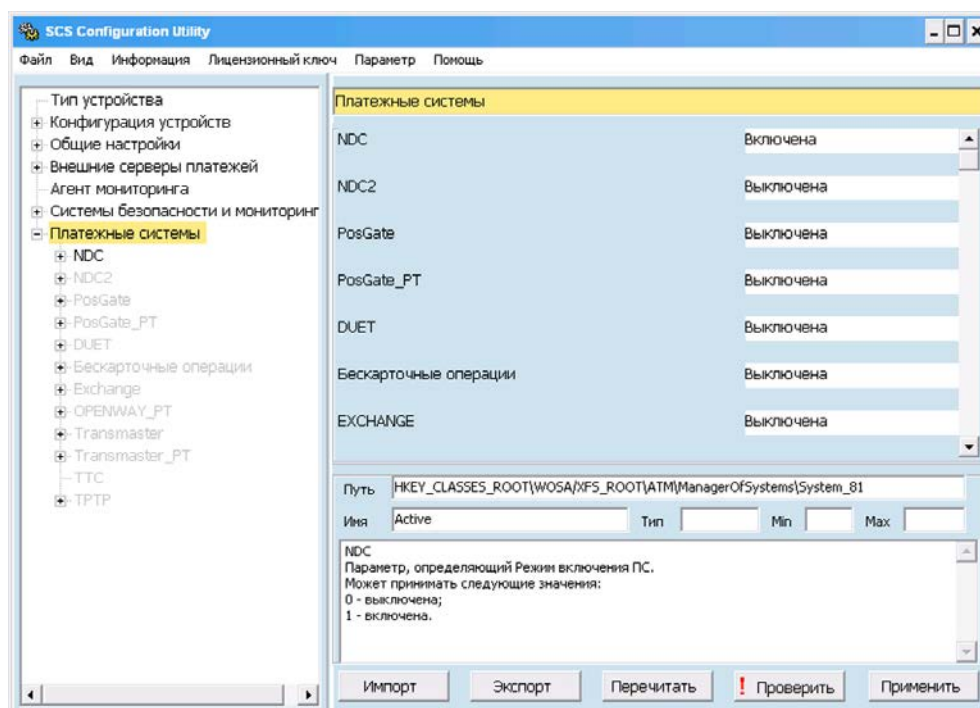 SCS Configuration Utility
Файл Вид Информация Лицензионный ключ Параметр Помощь
Тип устройства
Конфигурация устройств
Общие настройки
Внешние серверы платежей
Агент мониторинга
Системы безопасности и мониторинг
Платежные системы
NDC
NDC2
PosGate
PosGate_PT
DUET
Бескарточные операции
Exchange
OPENWAY_PT
Transmaster
Transmaster_PT
TTC
TPTP
Платежные системы
NDC Включена
NDC2 Выключена
PosGate Выключена
PosGate_PT Выключена
DUET Выключена
Бескарточные операции Выключена
EXCHANGE Выключена
Путь HKEY_CLASSES_ROOT\WOSA/XFS_ROOT\ATM\ManagerOfSystems\System_81
Имя Active Тип Min Max
NDC
Параметр, определяющий Режим включения ПС.
Может принимать следующие значения:
0 - выключена;
1 - включена.
Импорт Экспорт Перечитать ! Проверить Применить